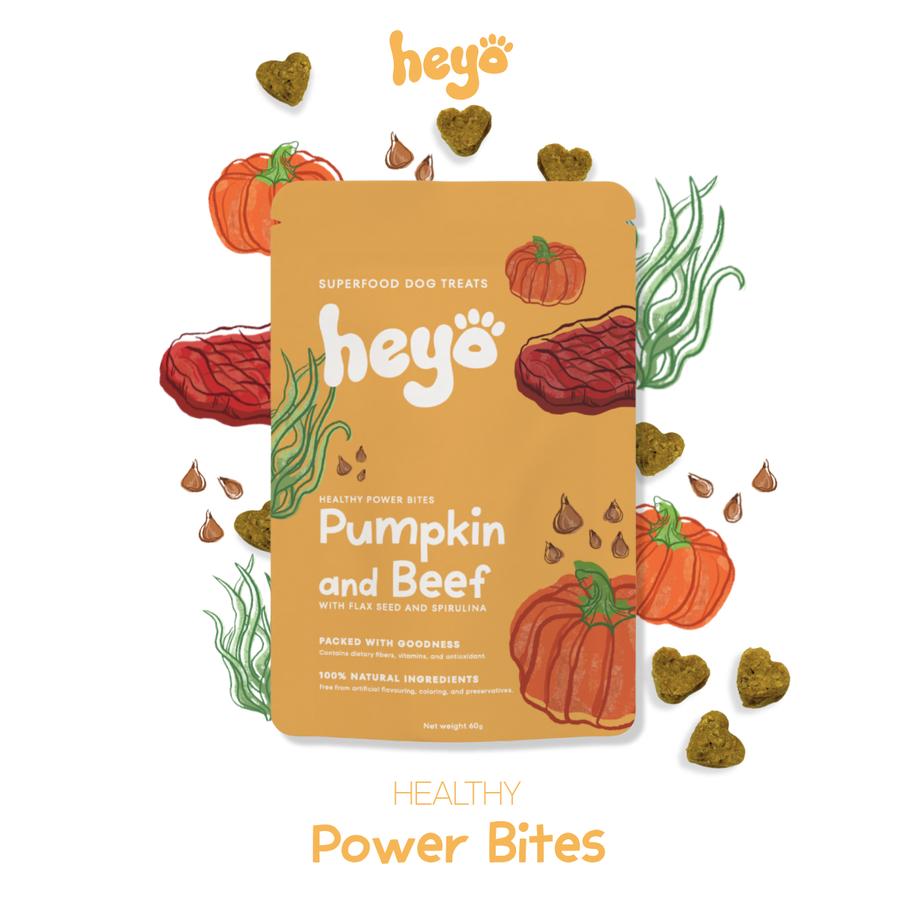 heyo
SUPERFOOD DOG TREATS
heyo
HEALTHY POWER BITES
Pumpkin
and Beef
WITH FLAX SEED AND SPIRULINA
PACKED WITH GOODNESS
Contains dietary fibers, vitamins, and antioxidant.
100% NATURAL INGREDIENTS
Free from artificial flavouring, coloring, and preservatives.
Net weight 60g
HEALTHY
Power Bites